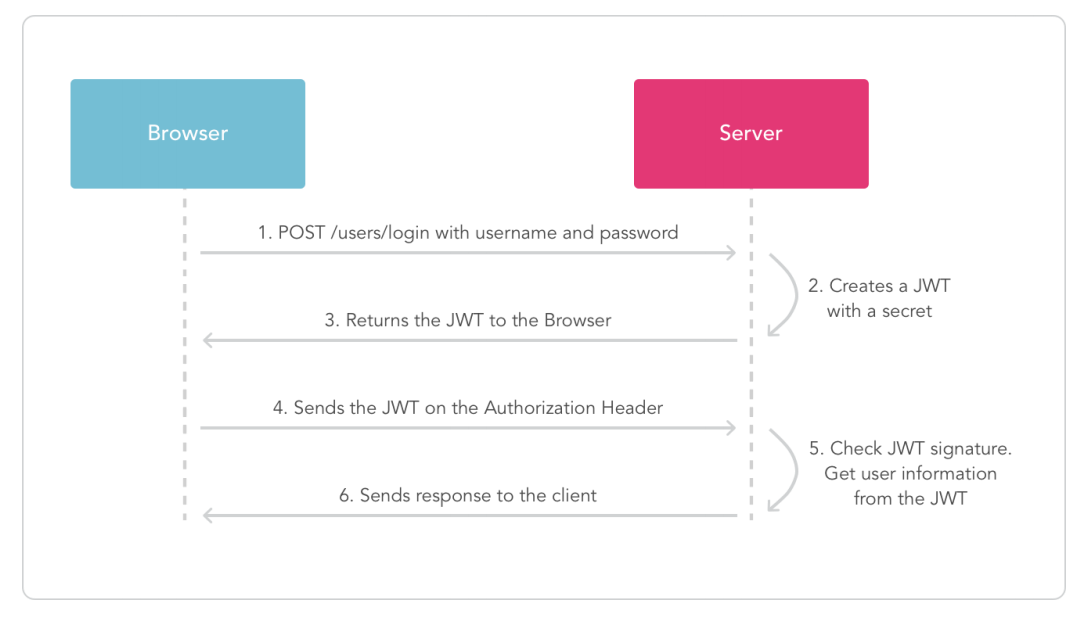 Browser
Server
1. POST /users/login with username and password
2. Creates a JWT
with a secret
3. Returns the JWT to the Browser
4. Sends the JWT on the Authorization Header
5. Check JWT signature.
Get user information
from the JWT
6. Sends response to the client